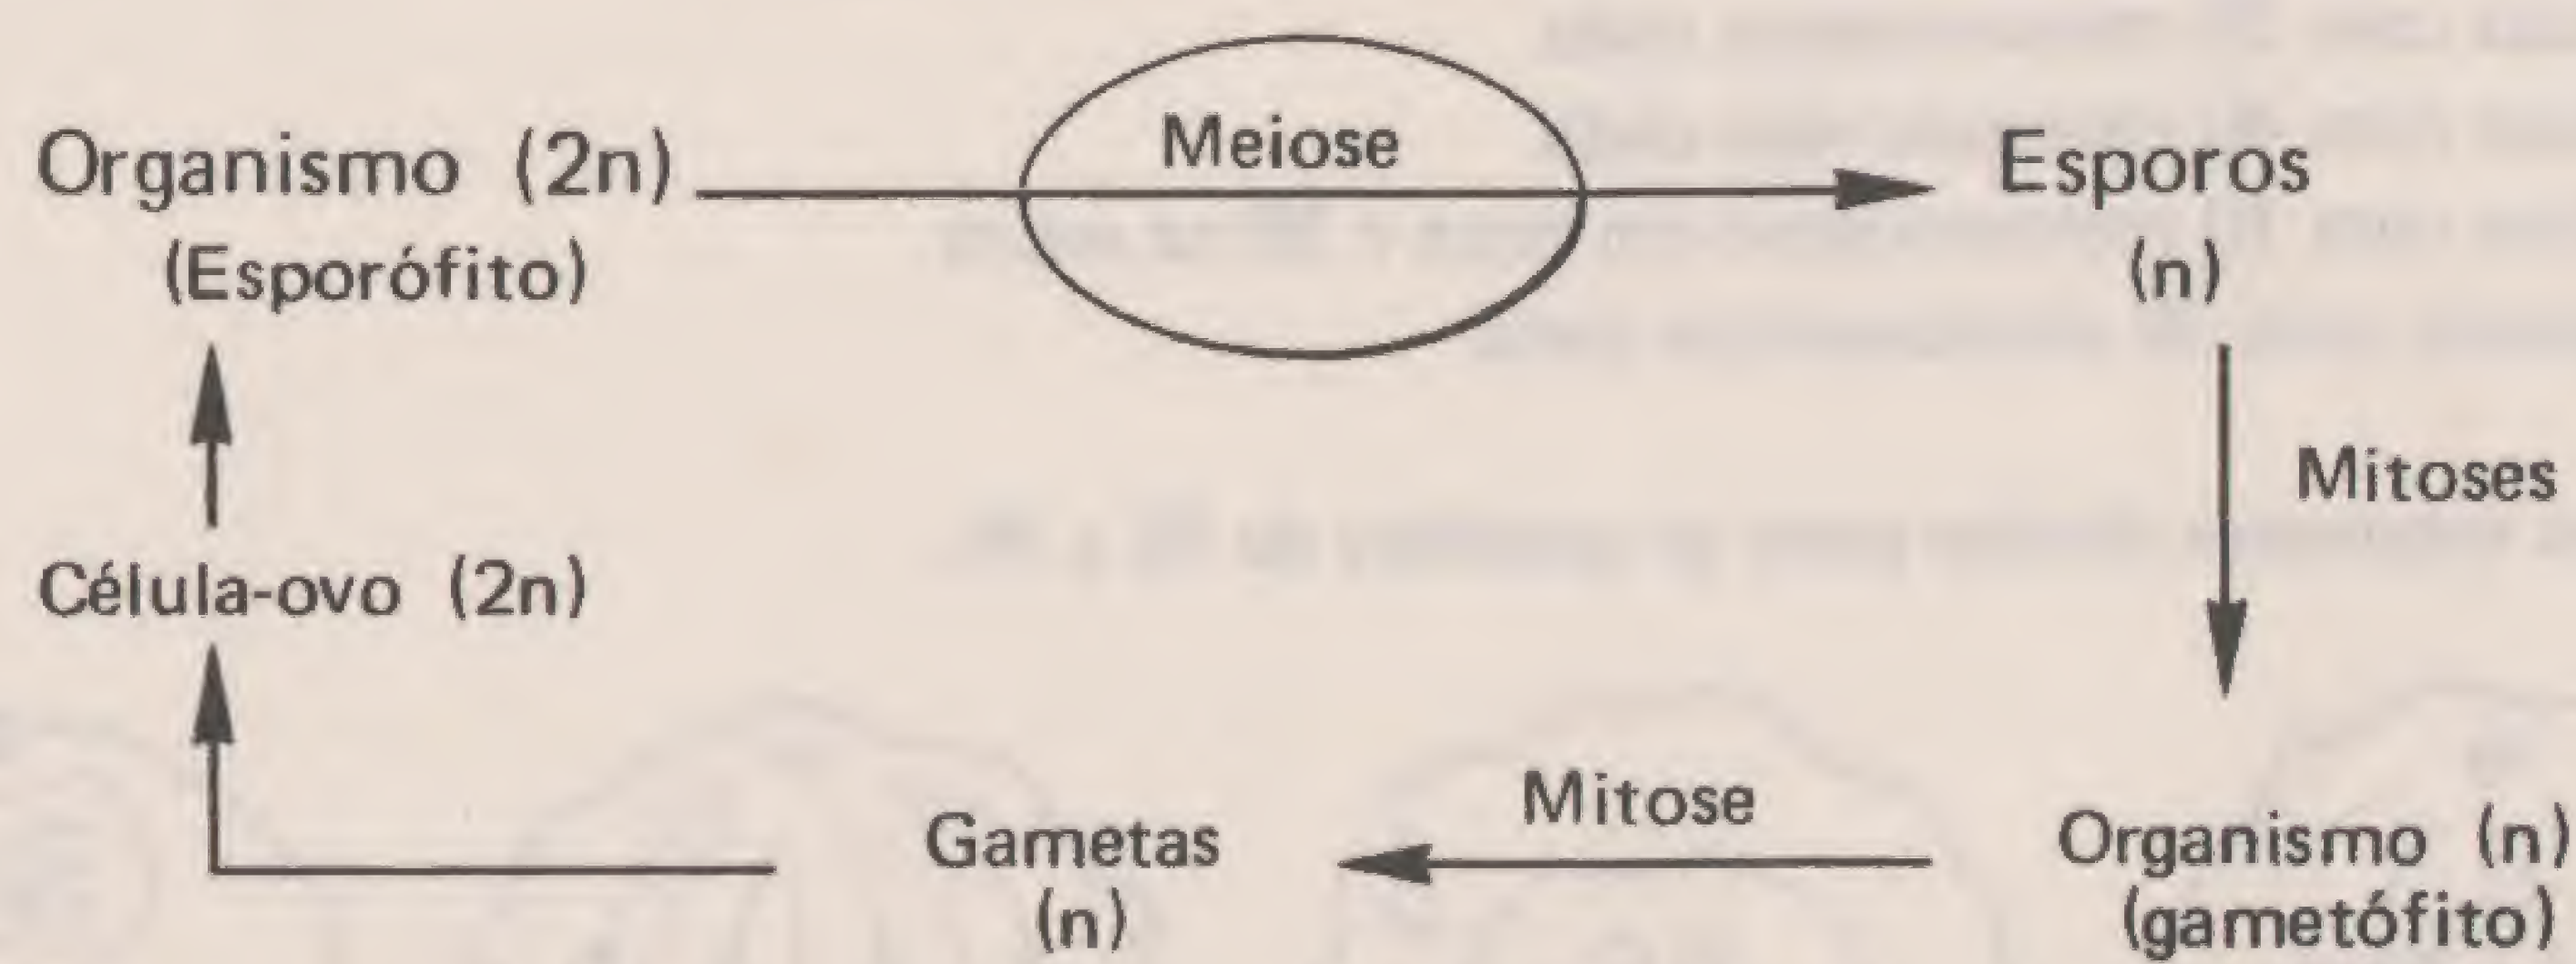 Organismo (2n)
(Esporófito)
Meiose
Esporos
(n)
Mitoses
Célula-ovo (2n)
Gametas
(n)
Mitose
Organismo (n)
(gametófito)